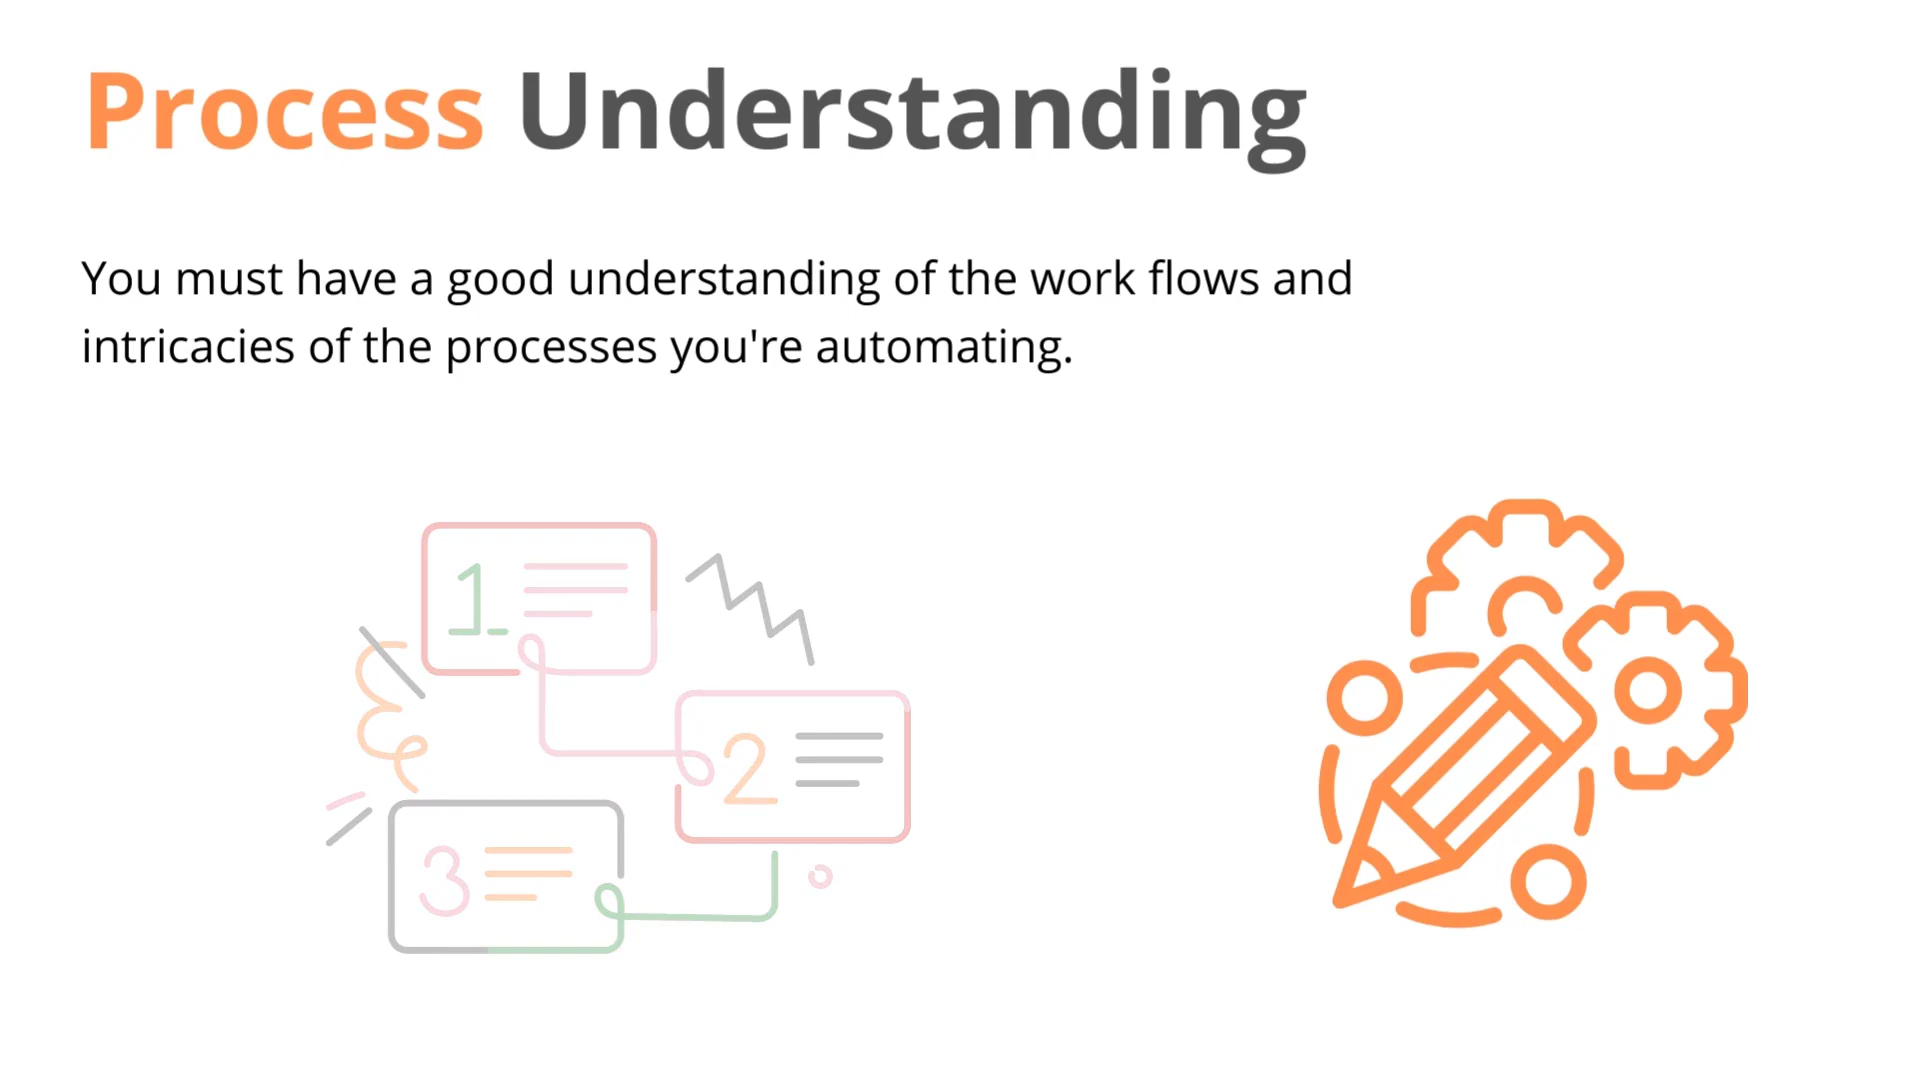 Process Understanding
You must have a good understanding of the work flows and
intricacies of the processes you're automating.
1
2
3